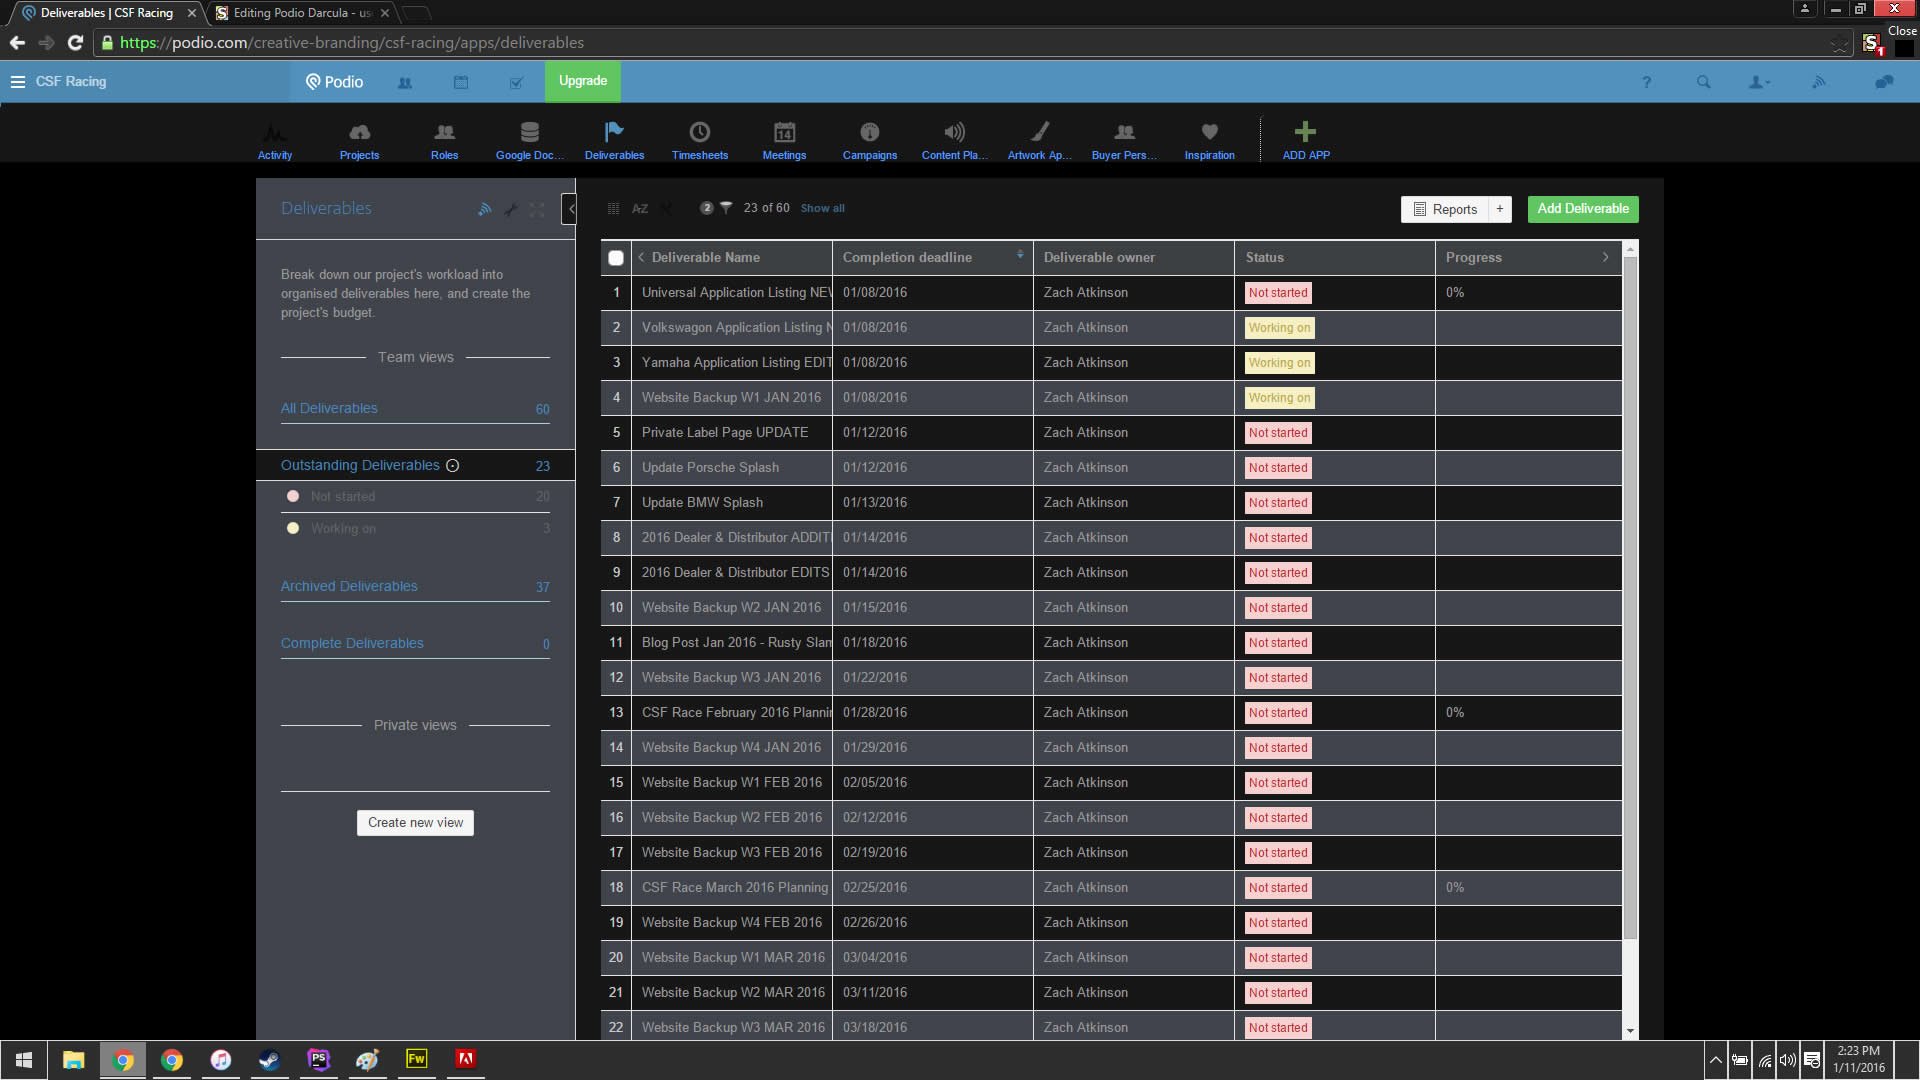 Deliverables | CSF Racing
Editing Podio Darcula - us
Close
https://podio.com/creative-branding/csf-racing/apps/deliverables
CSF Racing
Podio
Upgrade
?
Activity
Projects
Roles
Google Doc...
Deliverables
Timesheets
14
Meetings
Campaigns
Content Pla...
Artwork Ap...
Buyer Pers...
Inspiration
ADD APP
Deliverables
Break down our project's workload into
organised deliverables here, and create the
project's budget.
Team views
All Deliverables 60
Outstanding Deliverables 23
Not started 20
Working on 3
Archived Deliverables 37
Complete Deliverables 0
Private views
Create new view
A-Z
2
23 of 60 Show all
Reports +
Add Deliverable
Deliverable Name Completion deadline Deliverable owner Status Progress
1 Universal Application Listing NEW 01/08/2016 Zach Atkinson Not started 0%
2 Volkswagon Application Listing N 01/08/2016 Zach Atkinson Working on
3 Yamaha Application Listing EDIT 01/08/2016 Zach Atkinson Working on
4 Website Backup W1 JAN 2016 01/08/2016 Zach Atkinson Working on
5 Private Label Page UPDATE 01/12/2016 Zach Atkinson Not started
6 Update Porsche Splash 01/12/2016 Zach Atkinson Not started
7 Update BMW Splash 01/13/2016 Zach Atkinson Not started
8 2016 Dealer & Distributor ADDITI 01/14/2016 Zach Atkinson Not started
9 2016 Dealer & Distributor EDITS 01/14/2016 Zach Atkinson Not started
10 Website Backup W2 JAN 2016 01/15/2016 Zach Atkinson Not started
11 Blog Post Jan 2016 - Rusty Slam 01/18/2016 Zach Atkinson Not started
12 Website Backup W3 JAN 2016 01/22/2016 Zach Atkinson Not started
13 CSF Race February 2016 Plannin 01/28/2016 Zach Atkinson Not started 0%
14 Website Backup W4 JAN 2016 01/29/2016 Zach Atkinson Not started
15 Website Backup W1 FEB 2016 02/05/2016 Zach Atkinson Not started
16 Website Backup W2 FEB 2016 02/12/2016 Zach Atkinson Not started
17 Website Backup W3 FEB 2016 02/19/2016 Zach Atkinson Not started
18 CSF Race March 2016 Planning 02/25/2016 Zach Atkinson Not started 0%
19 Website Backup W4 FEB 2016 02/26/2016 Zach Atkinson Not started
20 Website Backup W1 MAR 2016 03/04/2016 Zach Atkinson Not started
21 Website Backup W2 MAR 2016 03/11/2016 Zach Atkinson Not started
22 Website Backup W3 MAR 2016 03/18/2016 Zach Atkinson Not started
PS
Fw
2:23 PM
1/11/2016